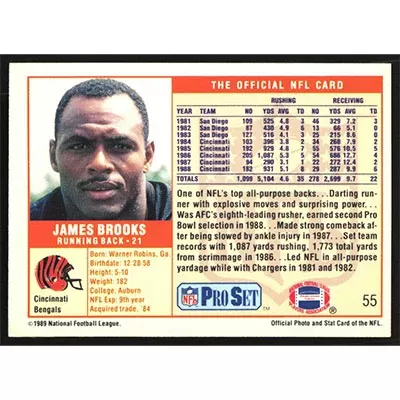 THE OFFICIAL NFL CARD
RUSHING RECEIVING
YEAR TEAM NO YDS AVG TD NO YDS AVG TD
1981 San Diego 109 525 4.8 3 46 329 7.2 3
1982 San Diego 87 430 4.9 6 13 66 5.1 0
1983 San Diego 127 516 4.1 3 25 215 8.6 0
1984 Cincinnati 103 396 3.8 2 34 268 7.9 2
1985 Cincinnati 192 929 4.8 7 55 576 10.5 5
1986 Cincinnati 205 1,087 5.3 5 54 686 12.7 4
1987 Cincinnati 94 290 3.1 1 22 272 12.4 2
1988 Cincinnati 182 931 5.1 8 29 287 9.9 6
1,099 5,104 4.6 35 278 2,699 9.7 22
One of NFL's top all-purpose backs. . .Darting run-
ner with explosive moves and surprising power. . .
Was AFC's eighth-leading rusher, earned second Pro
Bowl selection in 1988. . .Made strong comeback af-
ter being slowed by ankle injury in 1987. . .Set team
records with 1,087 yards rushing, 1,773 total yards
from scrimmage in 1986. . .Led NFL in all-purpose
yardage while with Chargers in 1981 and 1982.
JAMES BROOKS
RUNNING BACK - 21
Born: Warner Robins, Ga.
Birthdate: 12 28 58
Height: 5-10
Weight: 182
College: Auburn
NFL Exp: 9th year
Acquired trade, '84
Cincinnati
Bengals
©1989 National Football League.
NFL PRO SET ™
55
Official Photo and Stat Card of the NFL.